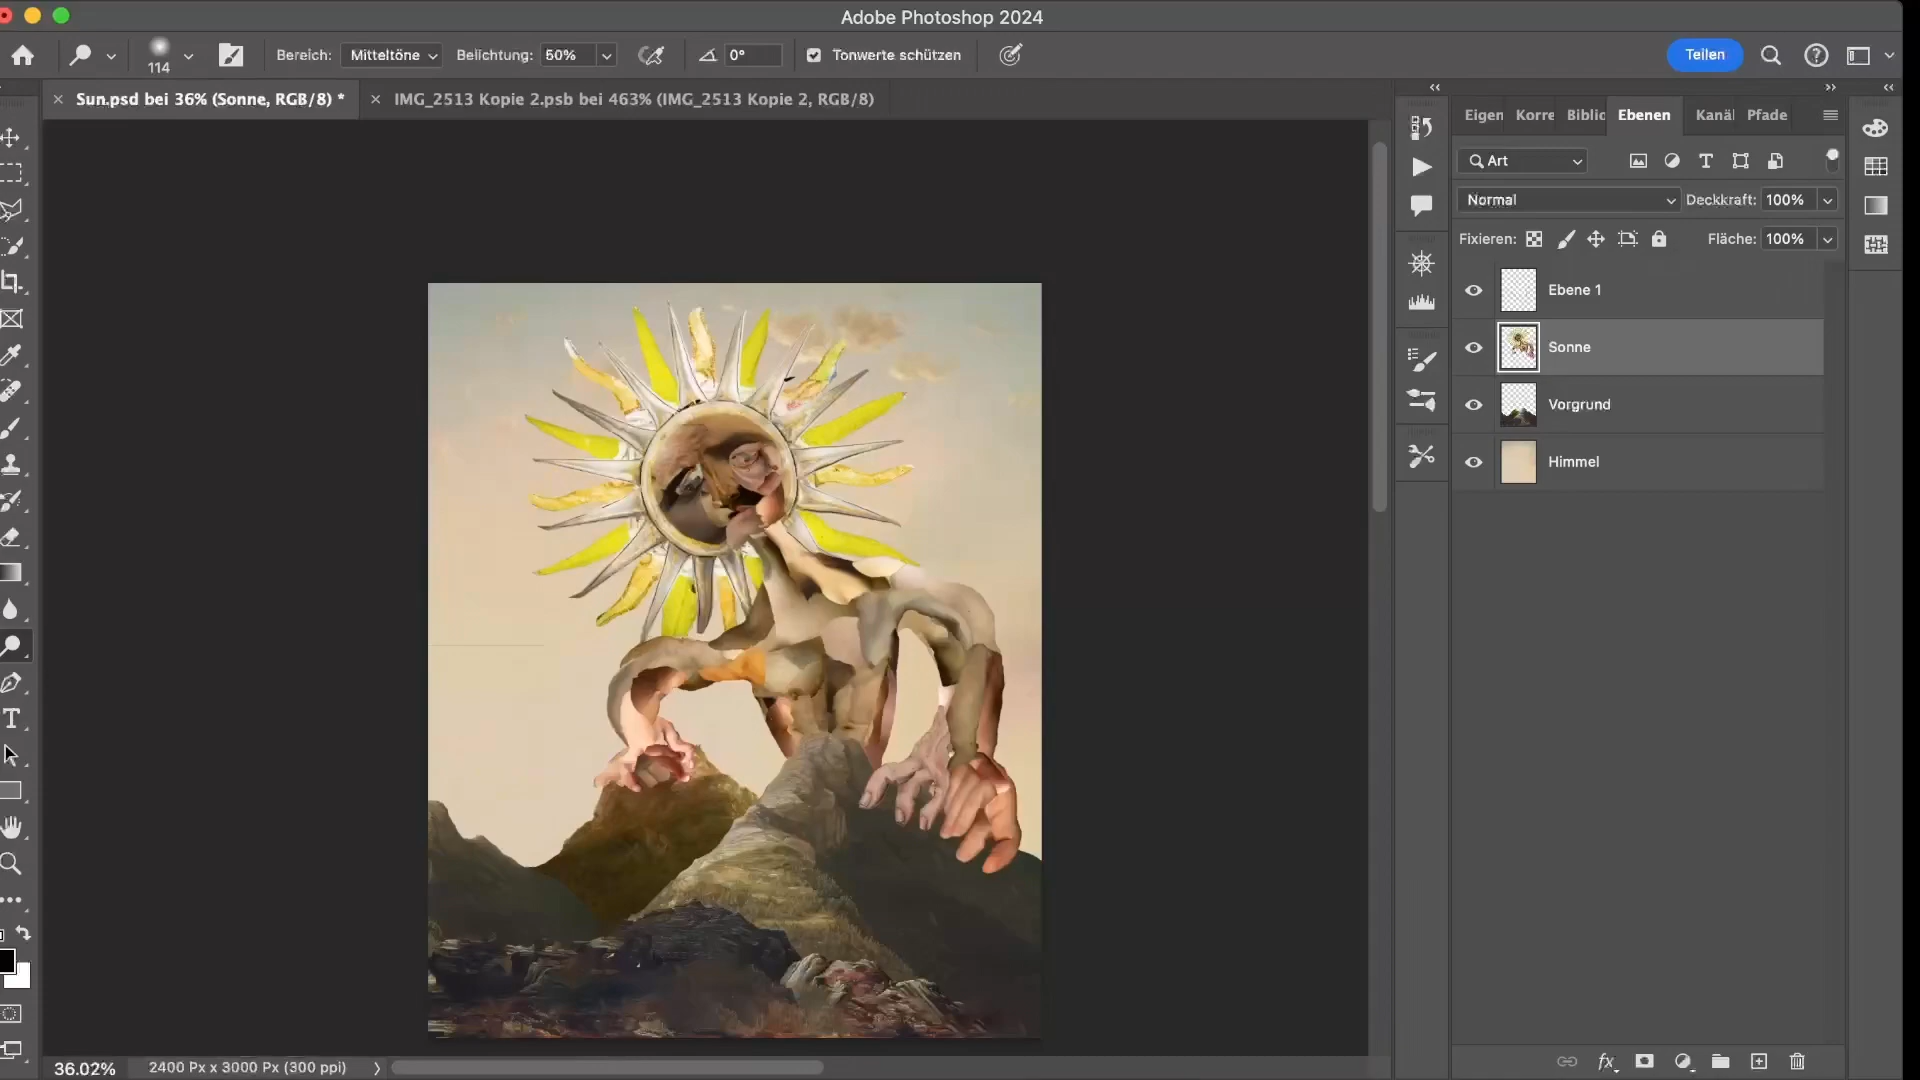 Adobe Photoshop 2024
114
Bereich: Mitteltöne
Belichtung: 50%
0°
Tonwerte schützen
Teilen
Sun.psd bei 36% (Sonne, RGB/8) *
IMG_2513 Kopie 2.psb bei 463% (IMG_2513 Kopie 2, RGB/8)
Eigen
Korre
Biblio
Ebenen
Kanäl
Pfade
Art
Normal
Deckkraft: 100%
Fixieren:
Fläche: 100%
Ebene 1
Sonne
Vorgrund
Himmel
36.02%
2400 Px x 3000 Px (300 ppi)